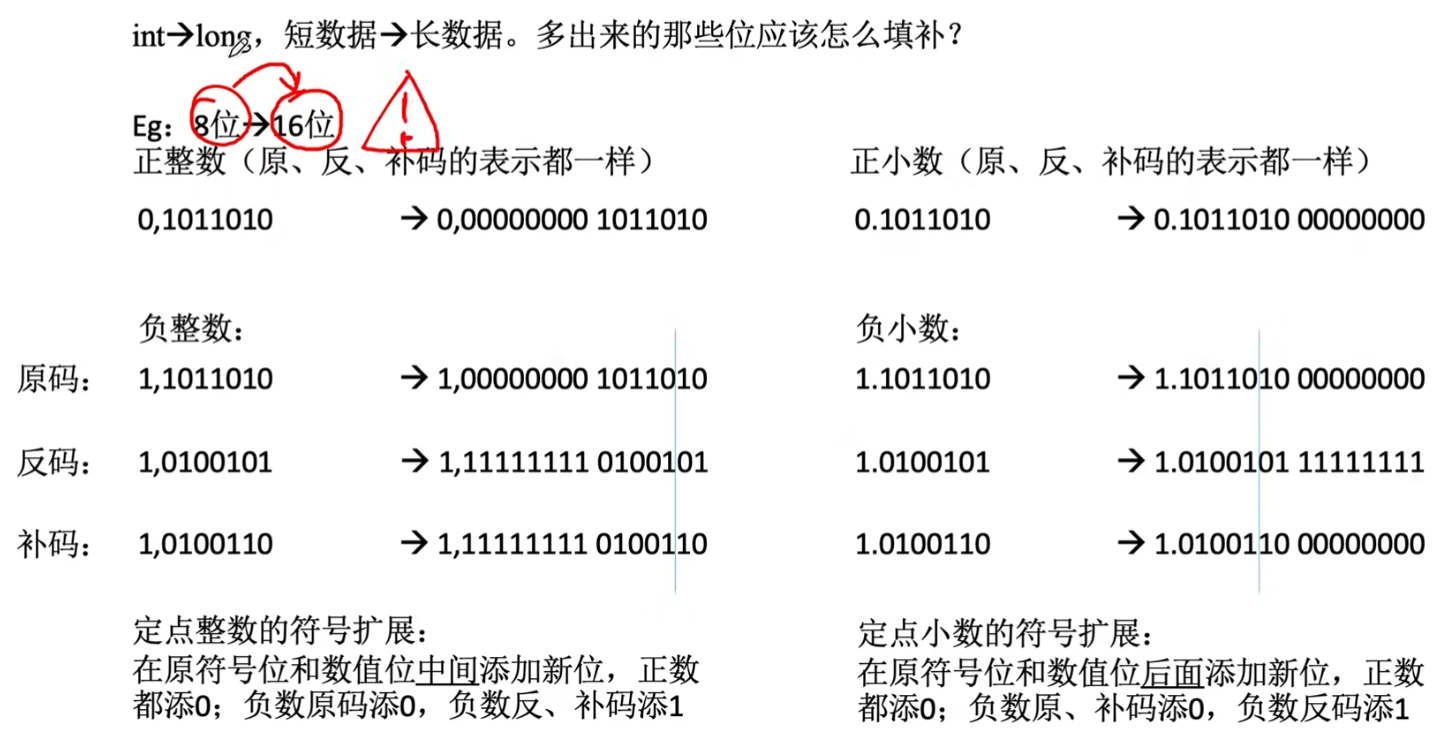 int→long，短数据→长数据。多出来的那些位应该怎么填补？
Eg：8位→16位
正整数（原、反、补码的表示都一样）
0,1011010 → 0,00000000 1011010
负整数：
原码： 1,1011010 → 1,00000000 1011010
反码： 1,0100101 → 1,11111111 0100101
补码： 1,0100110 → 1,11111111 0100110
定点整数的符号扩展：
在原符号位和数值位中间添加新位，正数
都添0；负数原码添0，负数反、补码添1
正小数（原、反、补码的表示都一样）
0.1011010 → 0.1011010 00000000
负小数：
1.1011010 → 1.1011010 00000000
1.0100101 → 1.0100101 11111111
1.0100110 → 1.0100110 00000000
定点小数的符号扩展：
在原符号位和数值位后面添加新位，正数
都添0；负数原、补码添0，负数反码添1